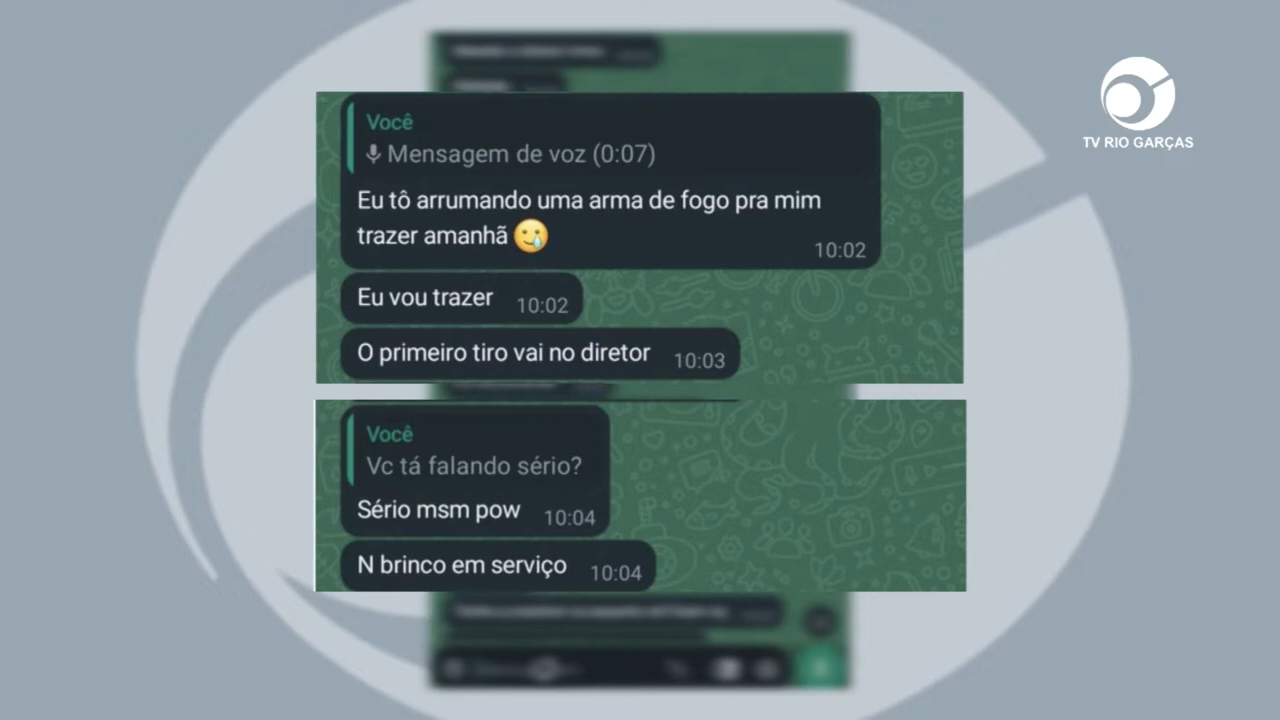 TV RIO GARÇAS
Você
Mensagem de voz (0:07)
Eu tô arrumando uma arma de fogo pra mim
trazer amanhã 🥲
10:02
Eu vou trazer 10:02
O primeiro tiro vai no diretor 10:03
Você
Vc tá falando sério?
Sério msm pow 10:04
N brinco em serviço 10:04